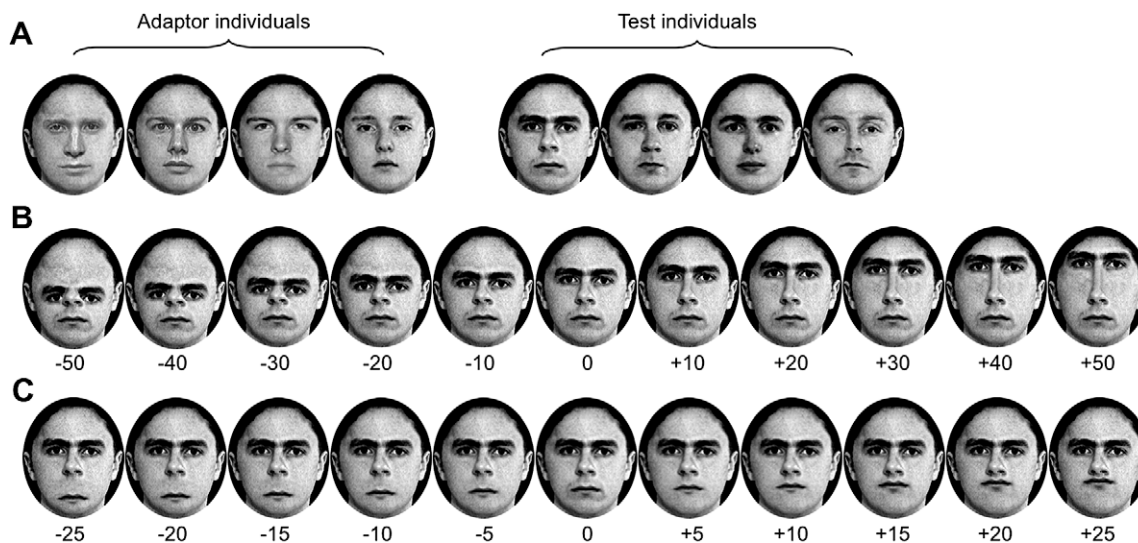 A Adaptor individuals Test individuals
B
-50 -40 -30 -20 -10 0 +10 +20 +30 +40 +50
C
-25 -20 -15 -10 -5 0 +5 +10 +15 +20 +25